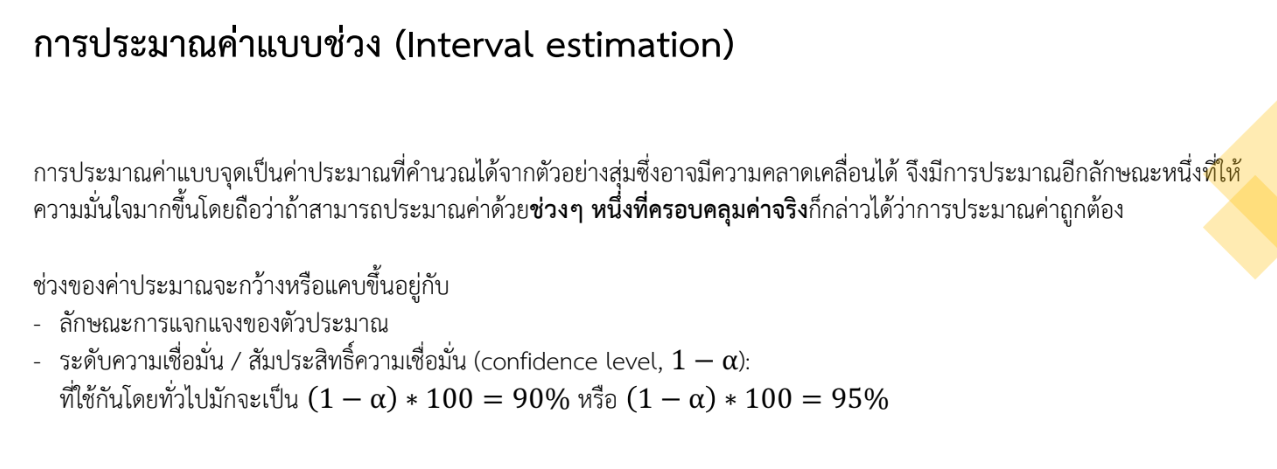 การประมาณค่าแบบช่วง (Interval estimation)
การประมาณค่าแบบจุดเป็นค่าประมาณที่คำนวณได้จากตัวอย่างสุ่มซึ่งอาจมีความคลาดเคลื่อนได้ จึงมีการประมาณอีกลักษณะหนึ่งที่ให้
ความมั่นใจมากขึ้นโดยถือว่าถ้าสามารถประมาณค่าด้วยช่วงๆ หนึ่งที่ครอบคลุมค่าจริงก็กล่าวได้ว่าการประมาณค่าถูกต้อง
ช่วงของค่าประมาณจะกว้างหรือแคบขึ้นอยู่กับ
- ลักษณะการแจกแจงของตัวประมาณ
- ระดับความเชื่อมั่น / สัมประสิทธิ์ความเชื่อมั่น (confidence level, 1 − α):
ที่ใช้กันโดยทั่วไปมักจะเป็น (1 − α) ∗ 100 = 90% หรือ (1 − α) ∗ 100 = 95%